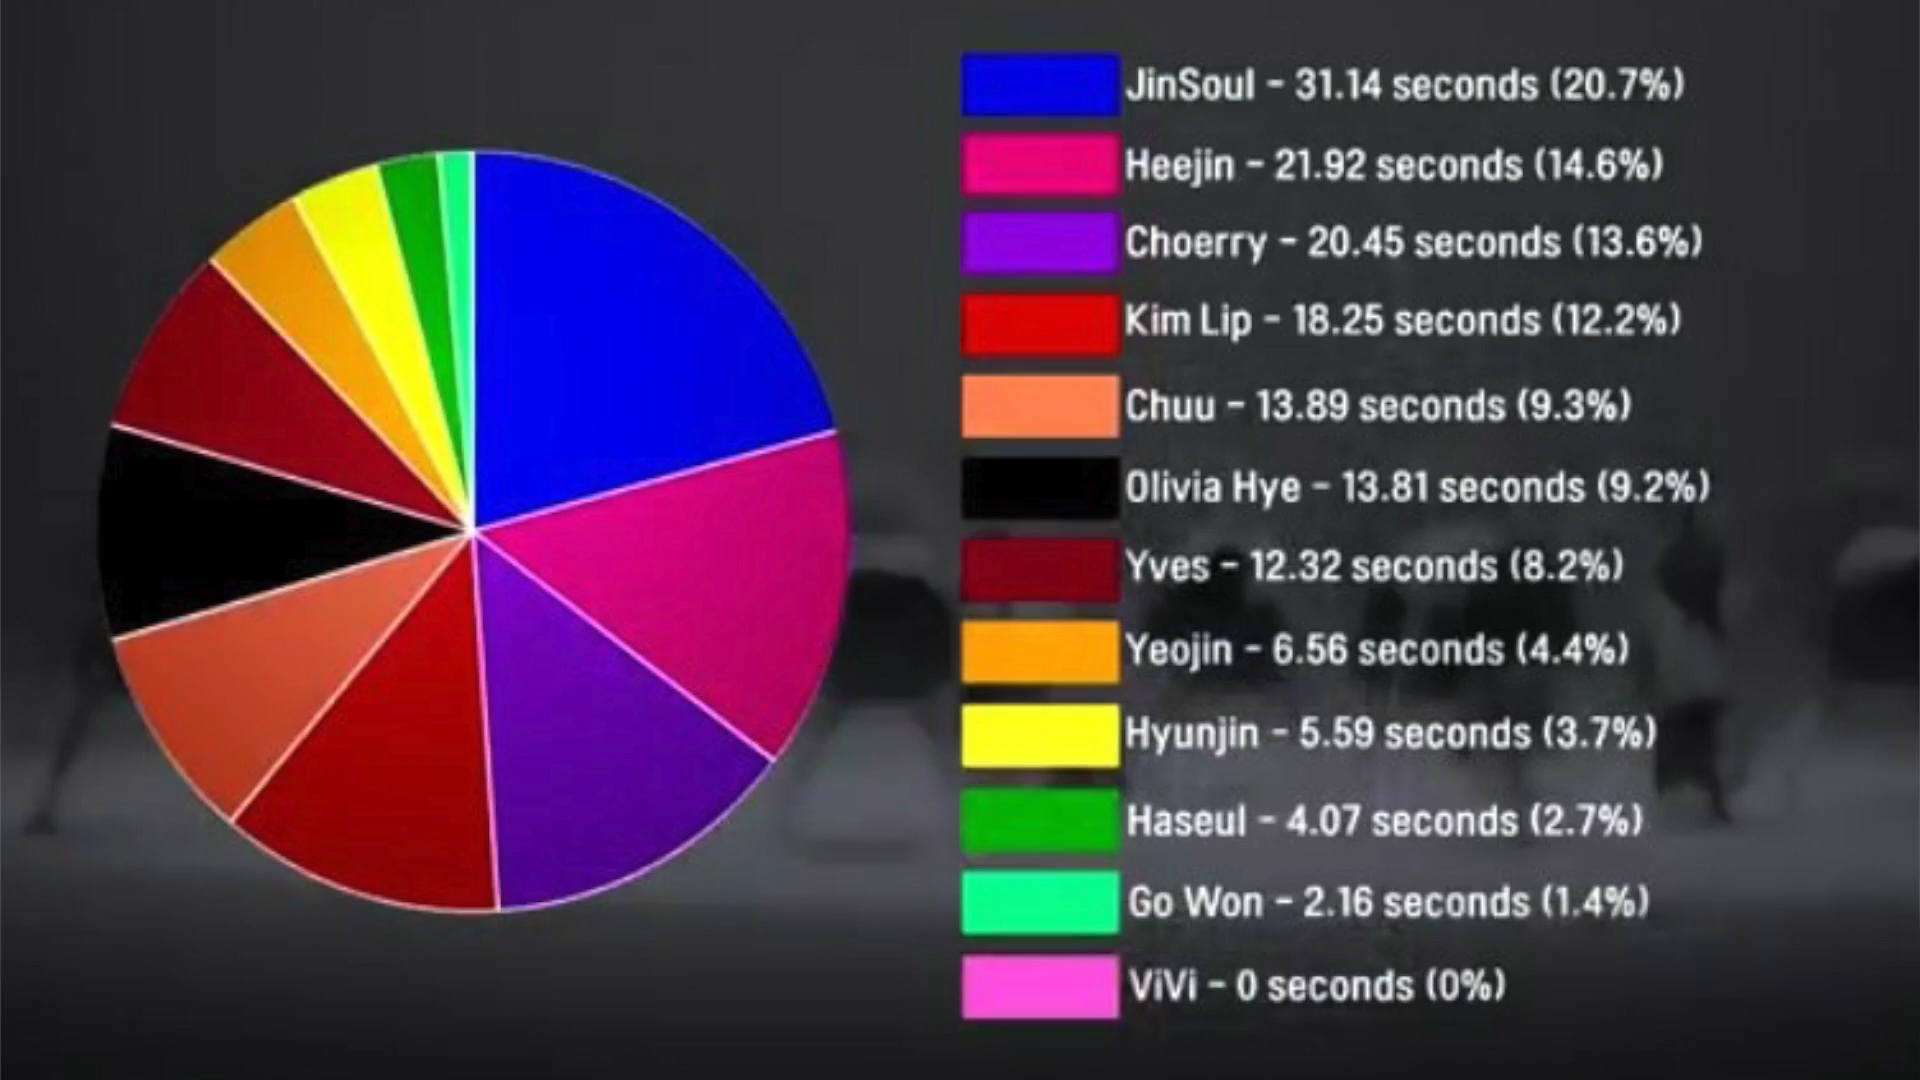 JinSoul - 31.14 seconds (20.7%)
Heejin - 21.92 seconds (14.6%)
Choerry - 20.45 seconds (13.6%)
Kim Lip - 18.25 seconds (12.2%)
Chuu - 13.89 seconds (9.3%)
Olivia Hye - 13.81 seconds (9.2%)
Yves - 12.32 seconds (8.2%)
Yeojin - 6.56 seconds (4.4%)
Hyunjin - 5.59 seconds (3.7%)
Haseul - 4.07 seconds (2.7%)
Go Won - 2.16 seconds (1.4%)
ViVi - 0 seconds (0%)